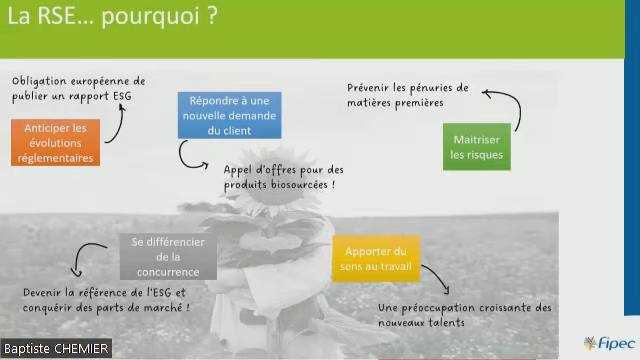 La RSE... pourquoi ?
Obligation européenne de
publier un rapport ESG
Anticiper les
évolutions
réglementaires
Répondre à une
nouvelle demande
du client
Appel d'offres pour des
produits biosourcées !
Prévenir les pénuries de
matières premières
Maitriser
les risques
Se différencier
de la
concurrence
Devenir la référence de l'ESG et
conquérir des parts de marché !
Apporter du
sens au travail
Une préoccupation croissante des
nouveaux talents
Baptiste CHEMIER
Fipec